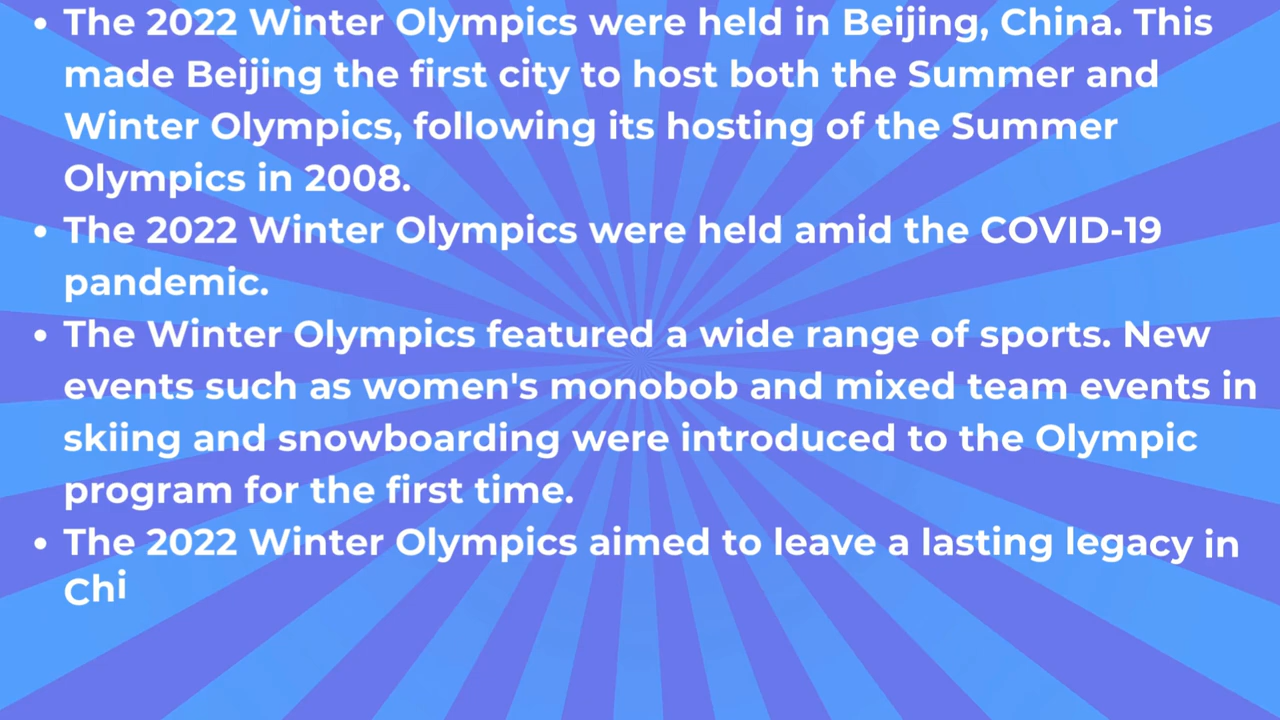 • The 2022 Winter Olympics were held in Beijing, China. This
made Beijing the first city to host both the Summer and
Winter Olympics, following its hosting of the Summer
Olympics in 2008.
• The 2022 Winter Olympics were held amid the COVID-19
pandemic.
• The Winter Olympics featured a wide range of sports. New
events such as women's monobob and mixed team events in
skiing and snowboarding were introduced to the Olympic
program for the first time.
• The 2022 Winter Olympics aimed to leave a lasting legacy in
Chi